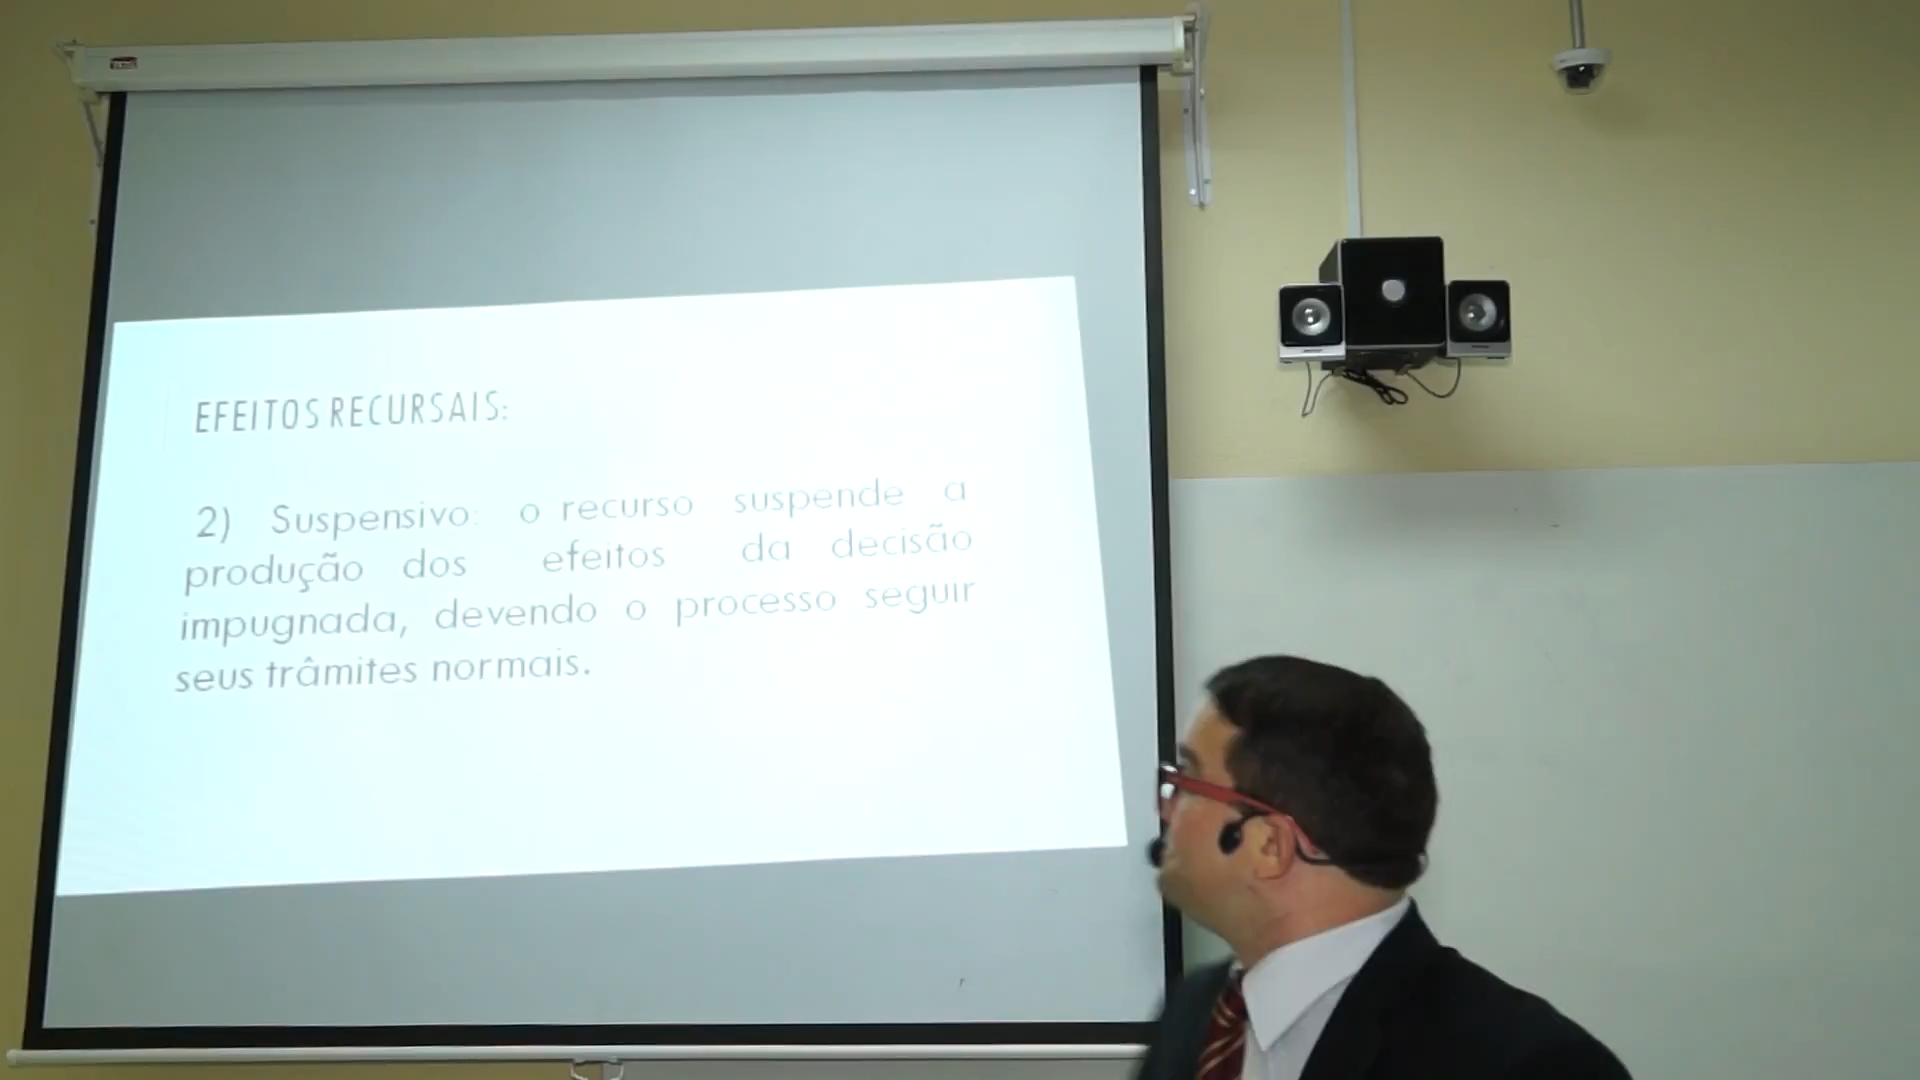 EFEITOS RECURSAIS:
2) Suspensivo: o recurso suspende a
produção dos efeitos da decisão
impugnada, devendo o processo seguir
seus trâmites normais.